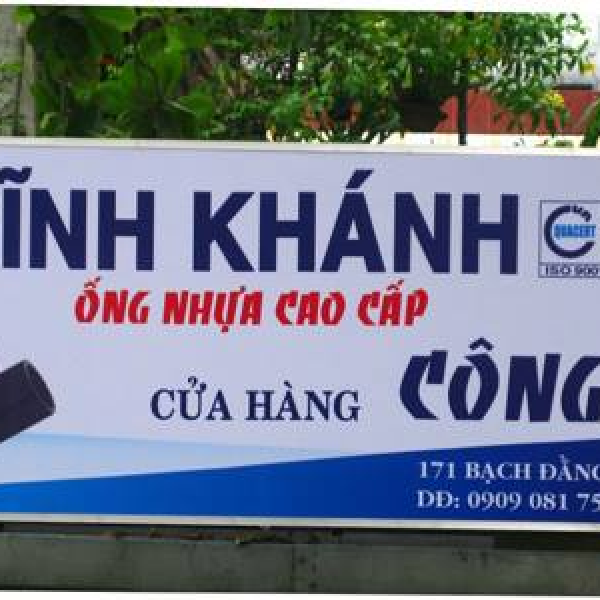 ĨNH KHÁNH
QUACERT
ISO 900
ỐNG NHỰA CAO CẤP
CỬA HÀNG CÔNG
171 BẠCH ĐẰNG
DĐ: 0909 081 75